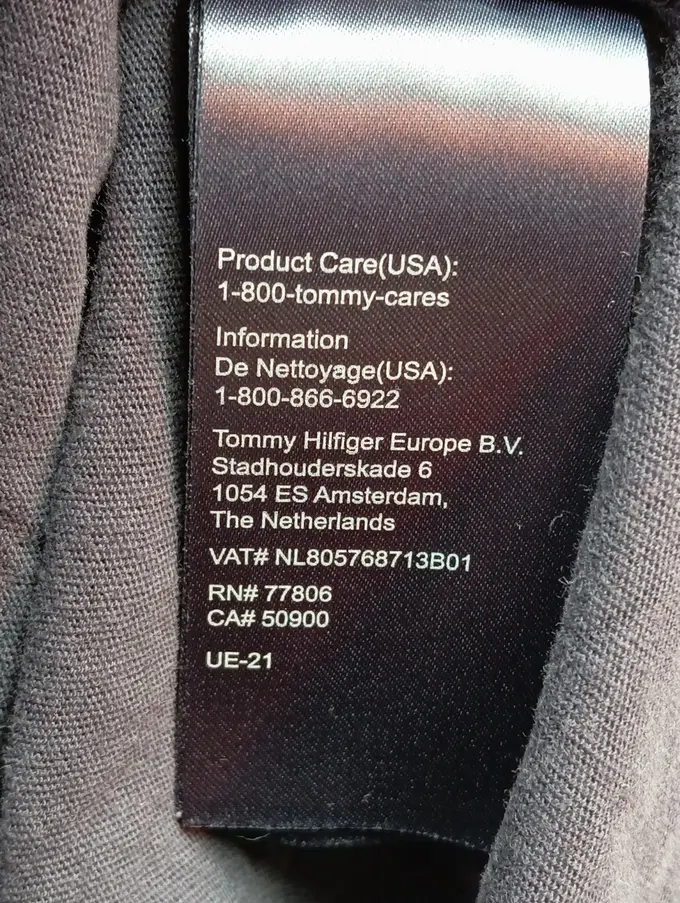 Product Care(USA):
1-800-tommy-cares
Information
De Nettoyage(USA):
1-800-866-6922
Tommy Hilfiger Europe B.V.
Stadhouderskade 6
1054 ES Amsterdam,
The Netherlands
VAT# NL805768713B01
RN# 77806
CA# 50900
UE-21